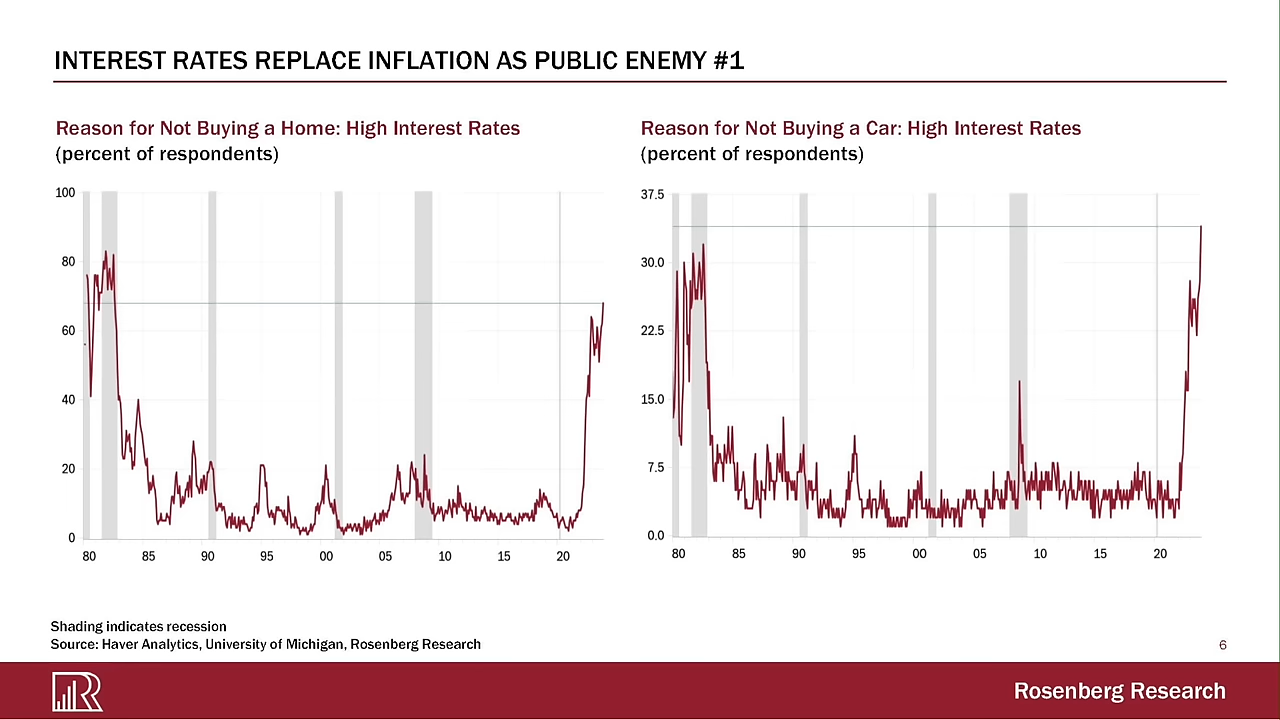 INTEREST RATES REPLACE INFLATION AS PUBLIC ENEMY #1
Reason for Not Buying a Home: High Interest Rates
(percent of respondents)
100
80
60
40
20
0
80 85 90 95 00 05 10 15 20
Reason for Not Buying a Car: High Interest Rates
(percent of respondents)
37.5
30.0
22.5
15.0
7.5
0.0
80 85 90 95 00 05 10 15 20
Shading indicates recession
Source: Haver Analytics, University of Michigan, Rosenberg Research
6
R
Rosenberg Research